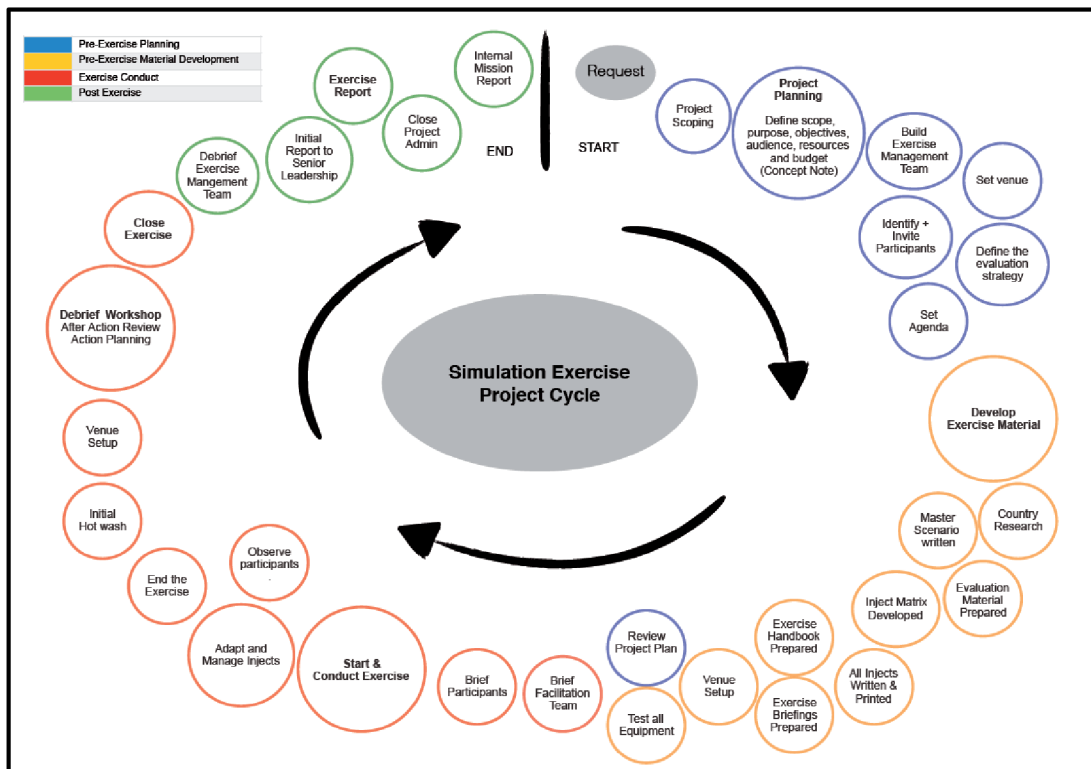 Pre-Exercise Planning
Pre-Exercise Material Development
Exercise Conduct
Post Exercise
Request
START
Project
Scoping
Project
Planning
Define scope,
purpose, objectives,
audience, resources
and budget
(Concept Note)
Build
Exercise
Management
Team
Set venue
Identify +
Invite
Participants
Define the
evaluation
strategy
Set
Agenda
Develop
Exercise Material
Country
Research
Master
Scenario
written
Evaluation
Material
Prepared
Inject Matrix
Developed
All Injects
Written &
Printed
Exercise
Handbook
Prepared
Exercise
Briefings
Prepared
Venue
Setup
Review
Project Plan
Test all
Equipment
Brief
Facilitation
Team
Brief
Participants
Start &
Conduct Exercise
Observe
participants
.
Adapt and
Manage Injects
End the
Exercise
Initial
Hot wash
Venue
Setup
Debrief Workshop
After Action Review
Action Planning
Close
Exercise
Debrief
Exercise
Mangement
Team
Initial
Report to
Senior
Leadership
Exercise
Report
Close
Project
Admin
Internal
Mission
Report
END
Simulation Exercise
Project Cycle